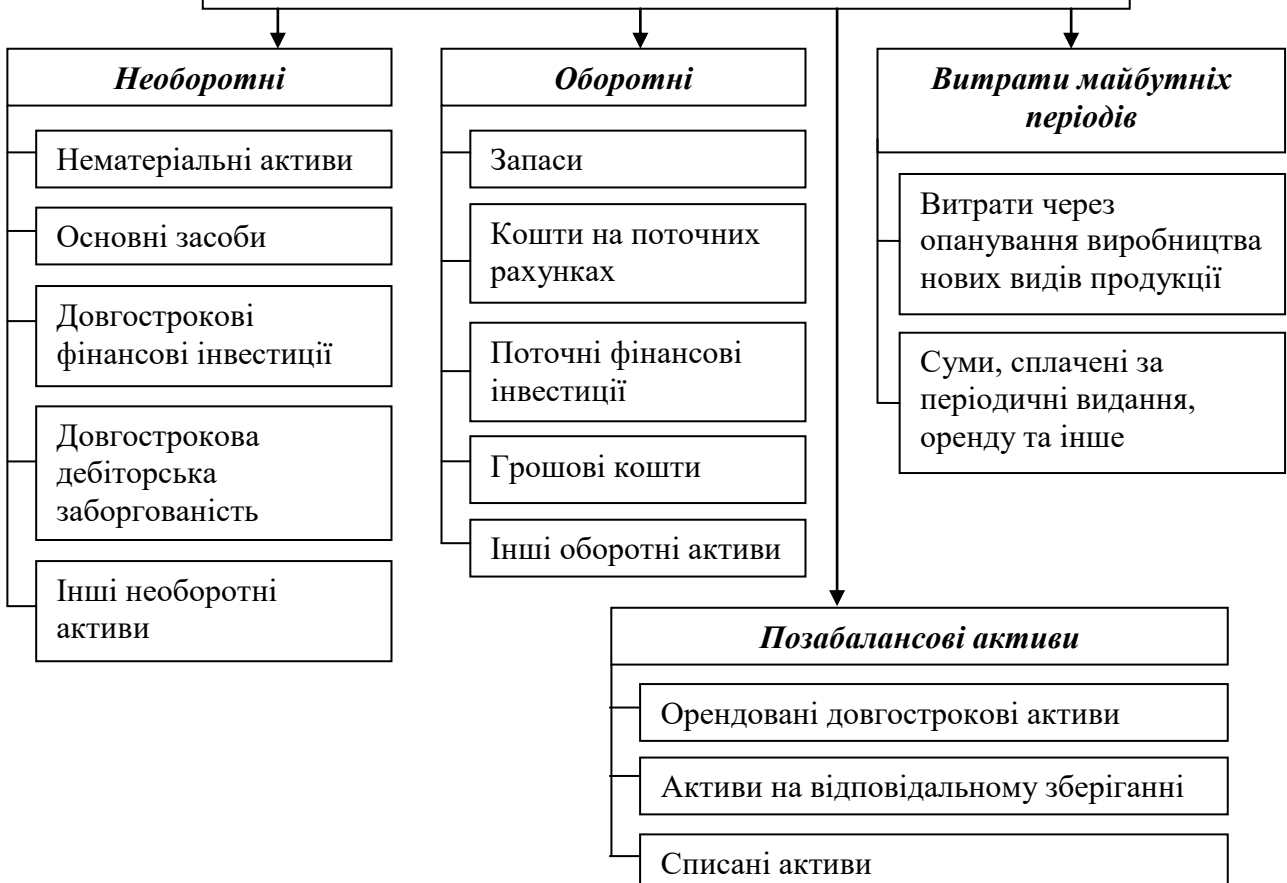 Необоротні
Нематеріальні активи
Основні засоби
Довгострокові
фінансові інвестиції
Довгострокова
дебіторська
заборгованість
Інші необоротні
активи
Оборотні
Запаси
Кошти на поточних
рахунках
Поточні фінансові
інвестиції
Грошові кошти
Інші оборотні активи
Витрати майбутніх
періодів
Витрати через
опанування виробництва
нових видів продукції
Суми, сплачені за
періодичні видання,
оренду та інше
Позабалансові активи
Орендовані довгострокові активи
Активи на відповідальному зберіганні
Списані активи